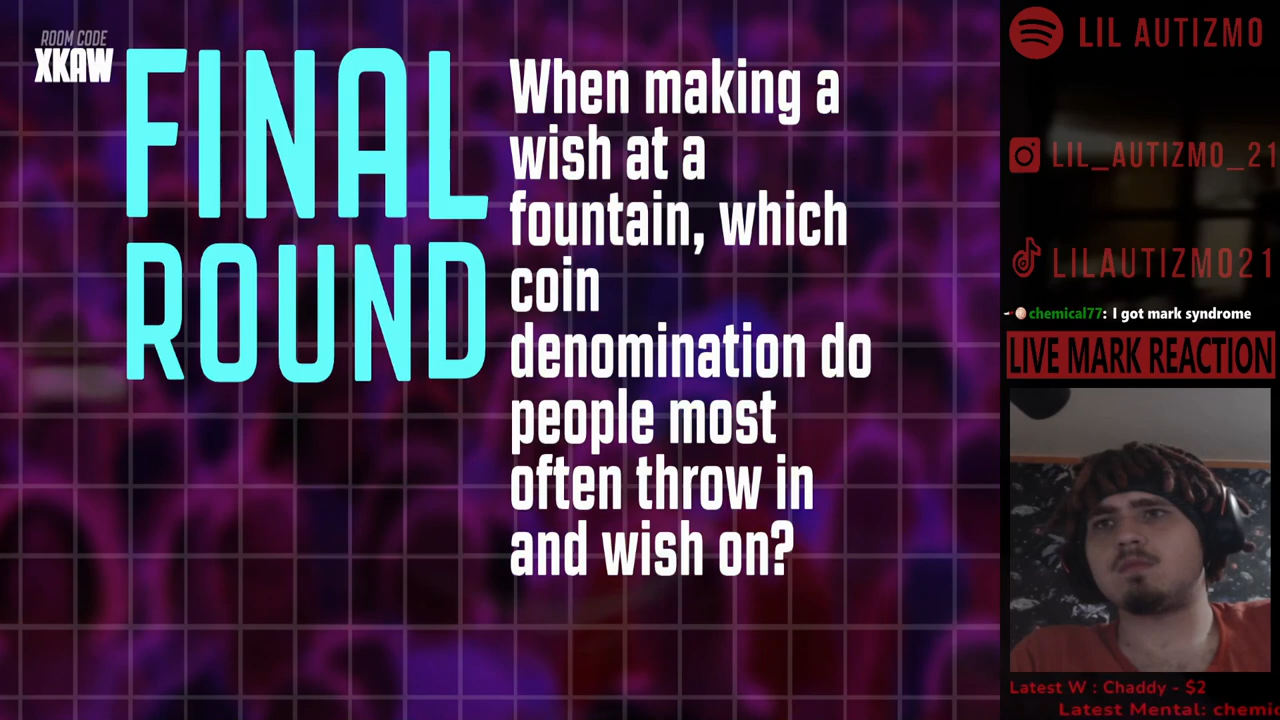 ROOM CODE
XKAW
FINAL
ROUND
When making a
wish at a
fountain, which
coin
denomination do
people most
often throw in
and wish on?
LIL AUTIZMO
LIL_AUTIZMO_21
LILAUTIZMO21
chemical77: I got mark syndrome
LIVE MARK REACTION
Latest W : Chaddy - $2
Latest Mental: chemi